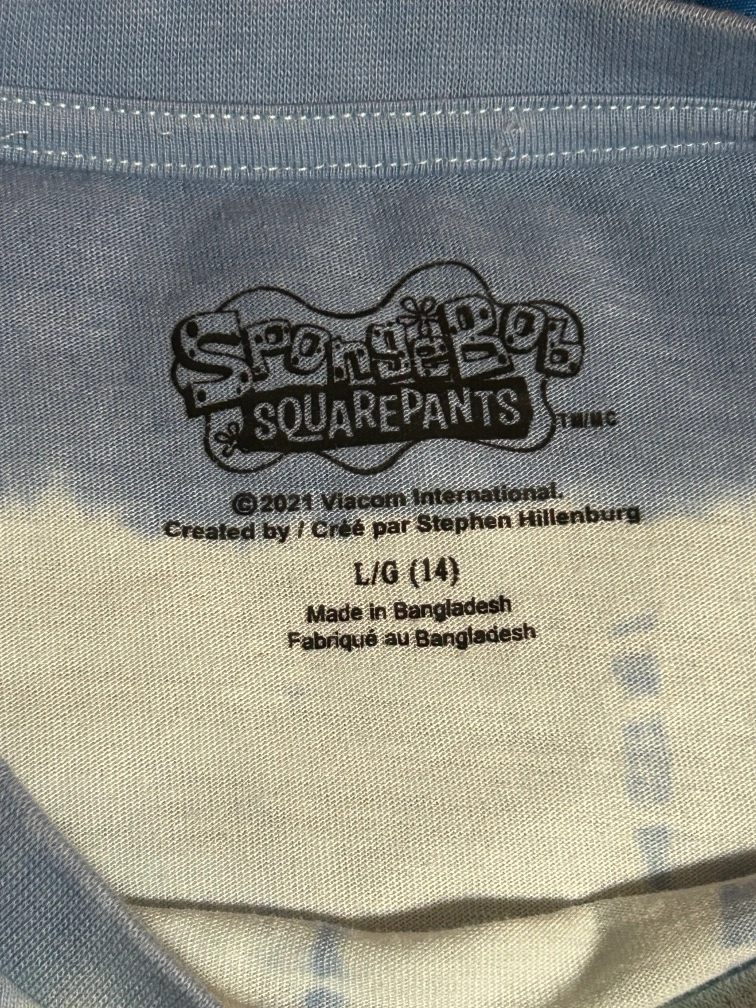 SPONGEBOB
SQUAREPANTS TM/MC
©2021 Viacom International.
Created by / Créé par Stephen Hillenburg
L/G (14)
Made in Bangladesh
Fabriqué au Bangladesh